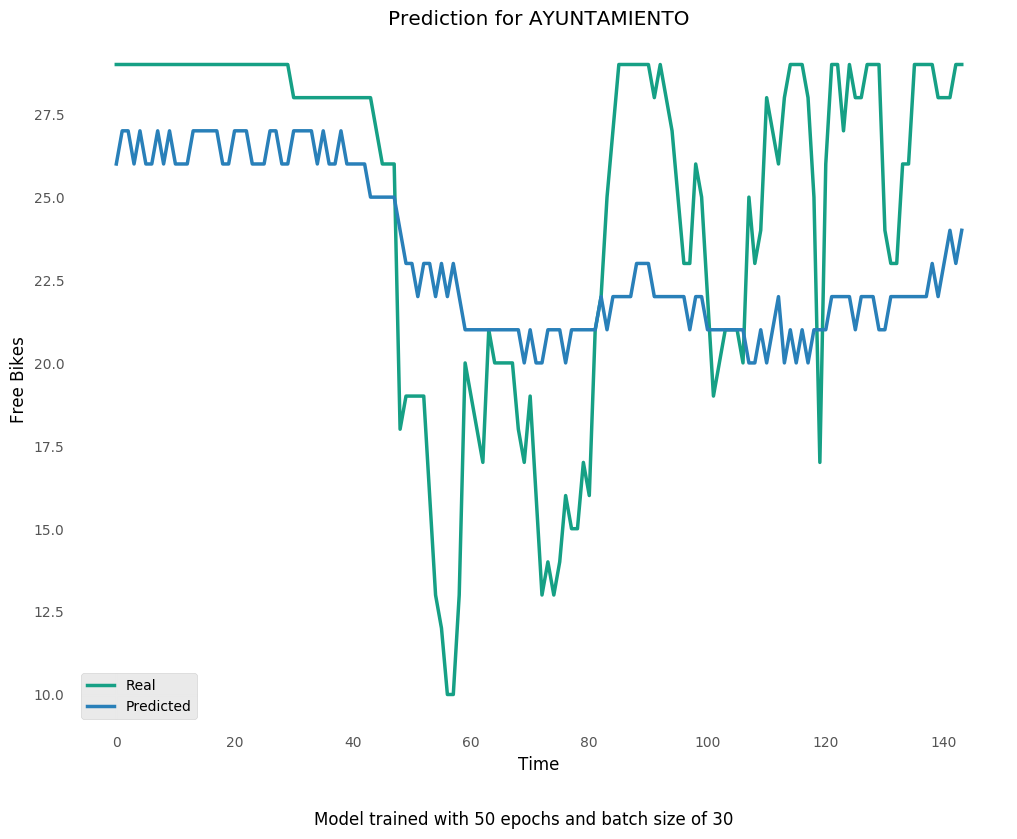 Prediction for AYUNTAMIENTO
27.5
25.0
22.5
20.0
17.5
15.0
12.5
10.0
Free Bikes
Real
Predicted
0 20 40 60 80 100 120 140
Time
Model trained with 50 epochs and batch size of 30